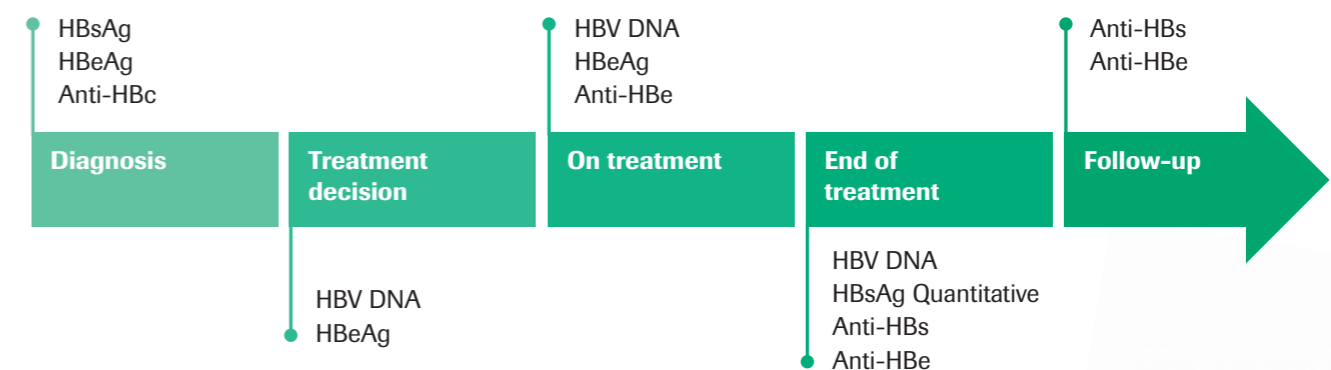 HBsAg
HBeAg
Anti-HBc
HBV DNA
HBeAg
Anti-HBe
Anti-HBs
Anti-HBe
Diagnosis
Treatment
decision
On treatment
End of
treatment
Follow-up
HBV DNA
HBeAg
HBV DNA
HBsAg Quantitative
Anti-HBs
Anti-HBe